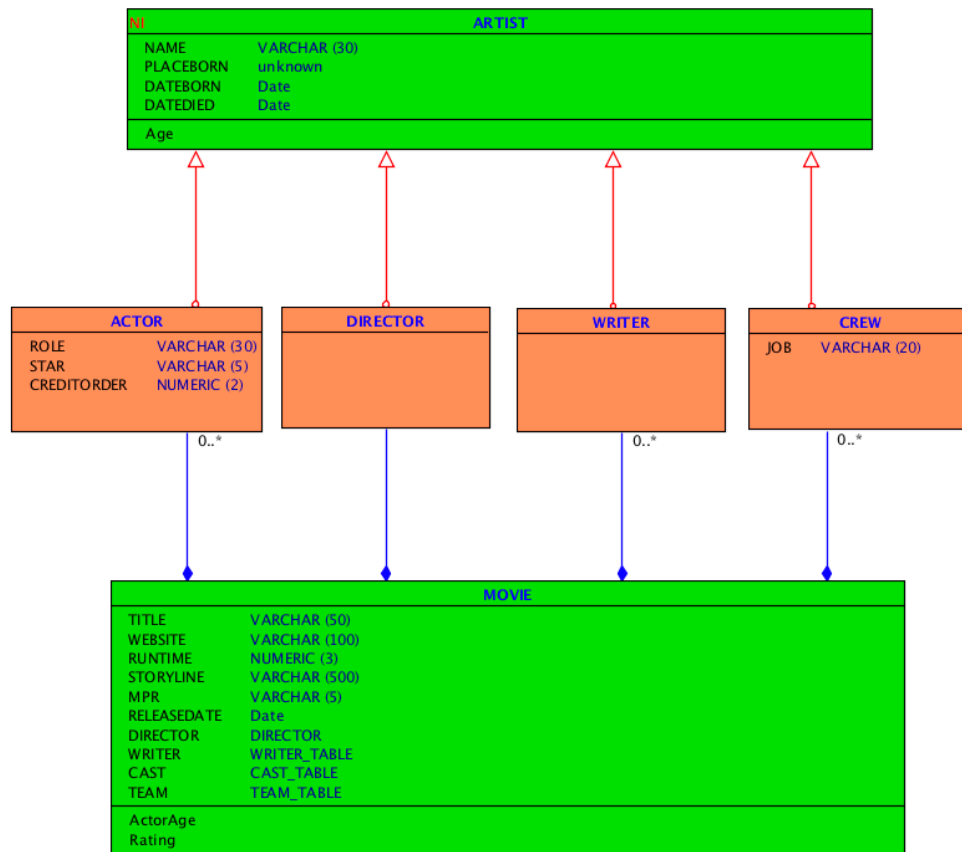 NI ARTIST
NAME VARCHAR (30)
PLACEBORN unknown
DATEBORN Date
DATEDIED Date
Age
ACTOR
ROLE VARCHAR (30)
STAR VARCHAR (5)
CREDITORDER NUMERIC (2)
DIRECTOR
WRITER
CREW
JOB VARCHAR (20)
0..*
0..*
0..*
MOVIE
TITLE VARCHAR (50)
WEBSITE VARCHAR (100)
RUNTIME NUMERIC (3)
STORYLINE VARCHAR (500)
MPR VARCHAR (5)
RELEASEDATE Date
DIRECTOR DIRECTOR
WRITER WRITER_TABLE
CAST CAST_TABLE
TEAM TEAM_TABLE
ActorAge
Rating